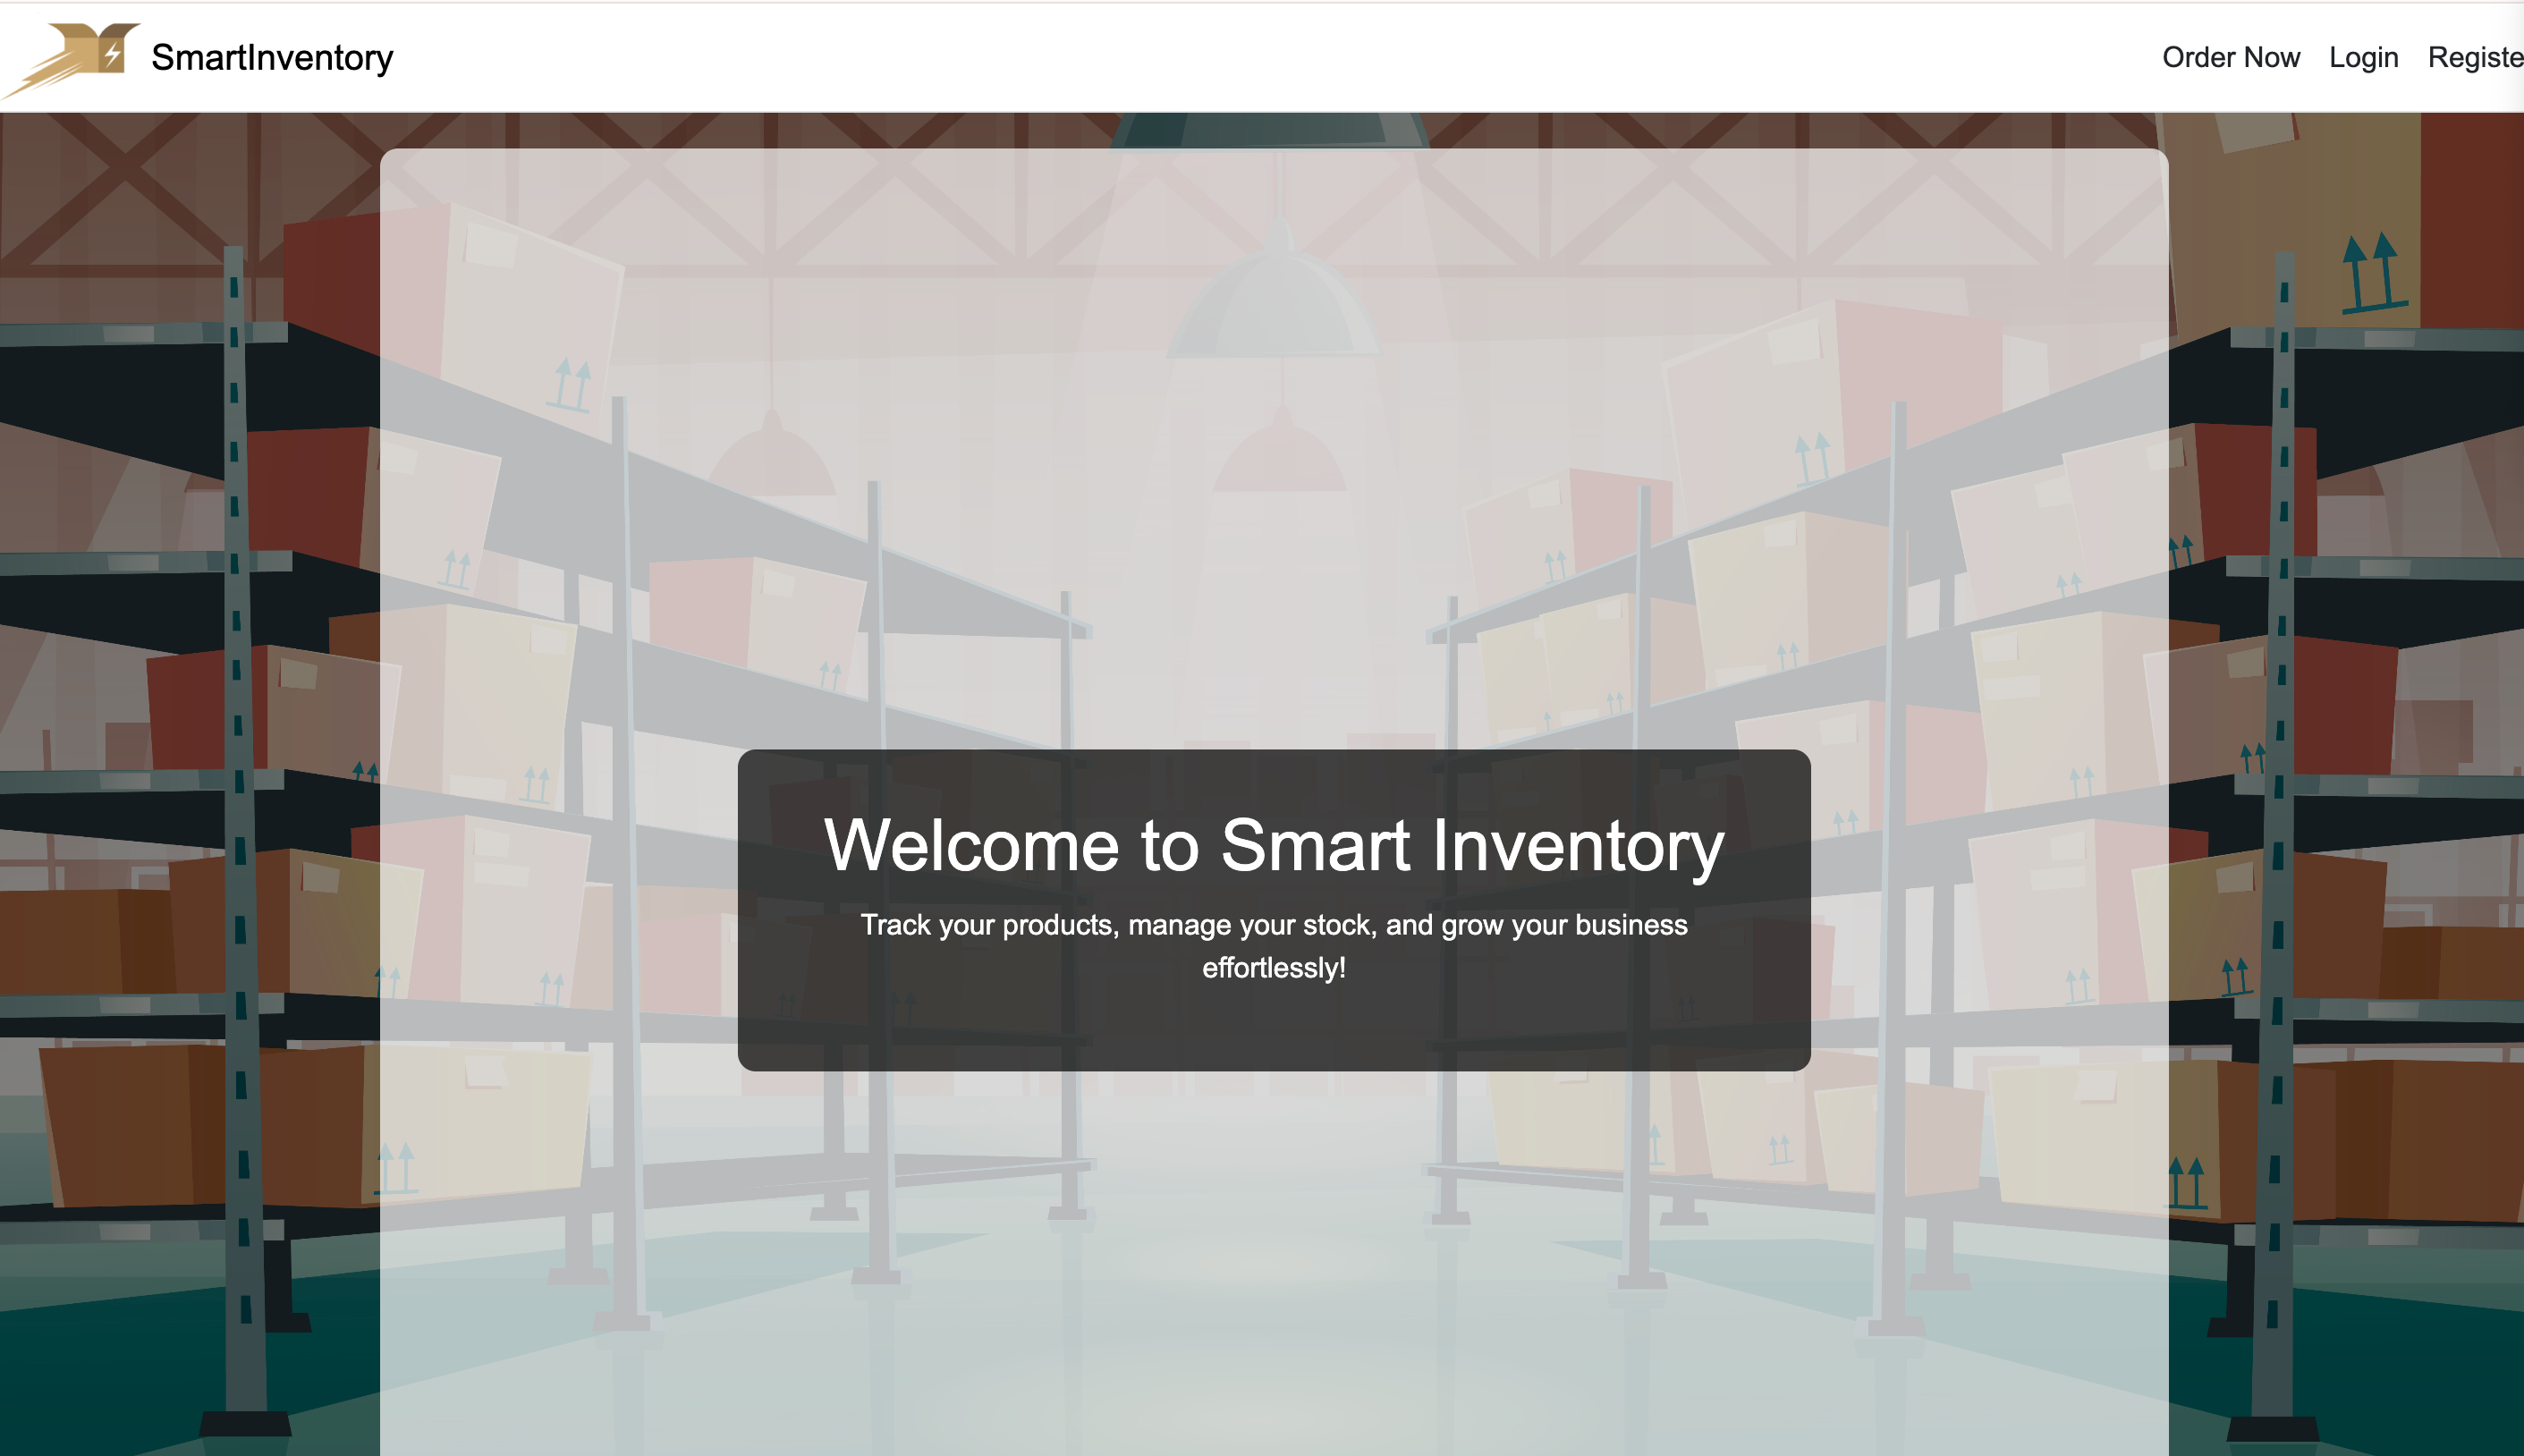 SmartInventory
Order Now
Login
Registe
Welcome to Smart Inventory
Track your products, manage your stock, and grow your business
effortlessly!